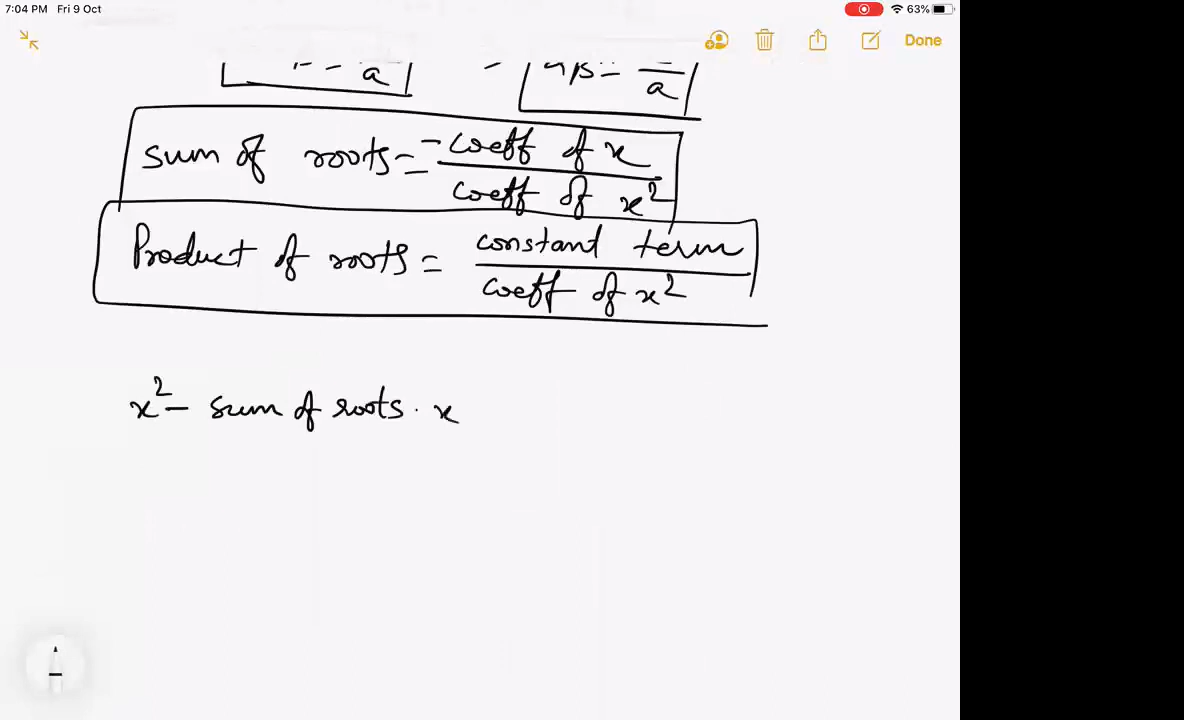 7:04 PM Fri 9 Oct 63%
Done
a
a
sum of roots = - coeff of x / coeff of x²
Product of roots = constant term / coeff of x²
x² - sum of roots · x